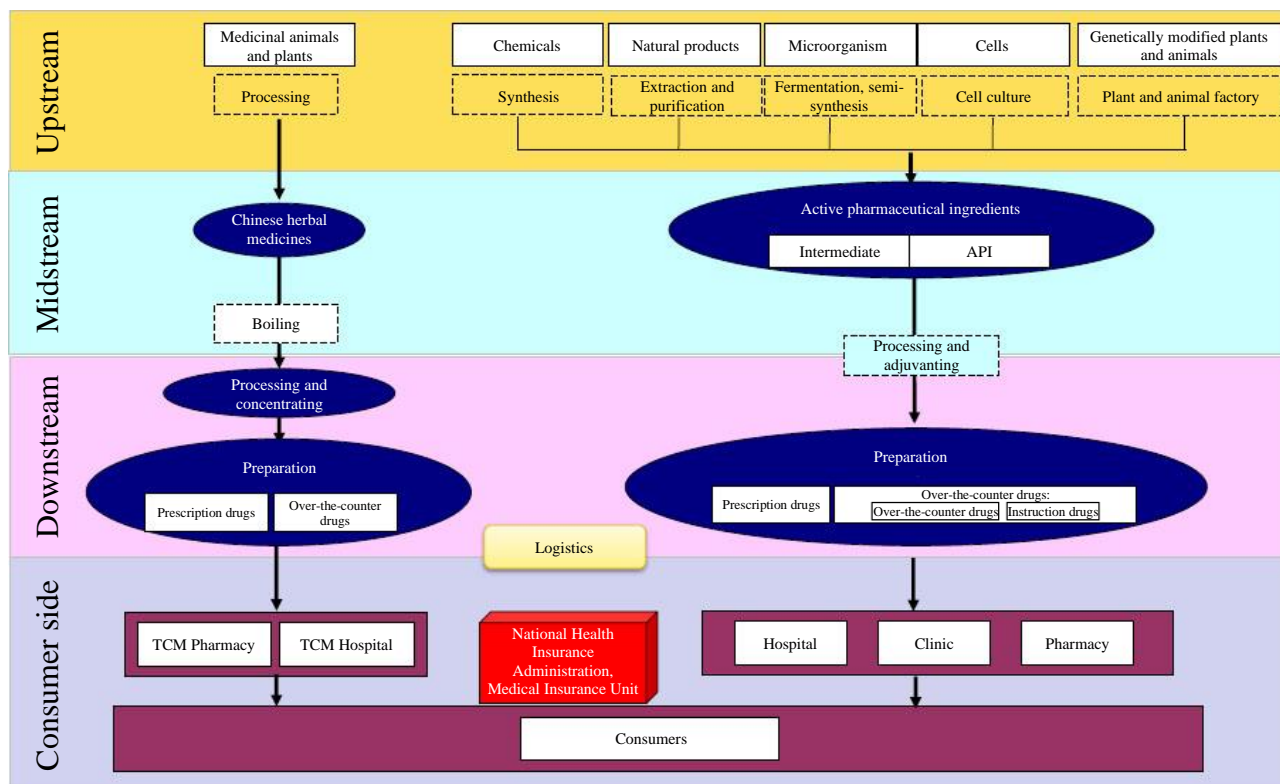 Upstream
Medicinal animals
and plants
Chemicals
Natural products
Microorganism
Cells
Genetically modified plants
and animals
Processing
Synthesis
Extraction and
purification
Fermentation, semi-
synthesis
Cell culture
Plant and animal factory
Midstream
Chinese herbal
medicines
Active pharmaceutical ingredients
Intermediate
API
Boiling
Processing and
adjuvanting
Downstream
Processing and
concentrating
Preparation
Prescription drugs
Over-the-counter
drugs
Preparation
Prescription drugs
Over-the-counter drugs:
Over-the-counter drugs
Instruction drugs
Logistics
Consumer side
TCM Pharmacy
TCM Hospital
National Health
Insurance
Administration,
Medical Insurance Unit
Hospital
Clinic
Pharmacy
Consumers